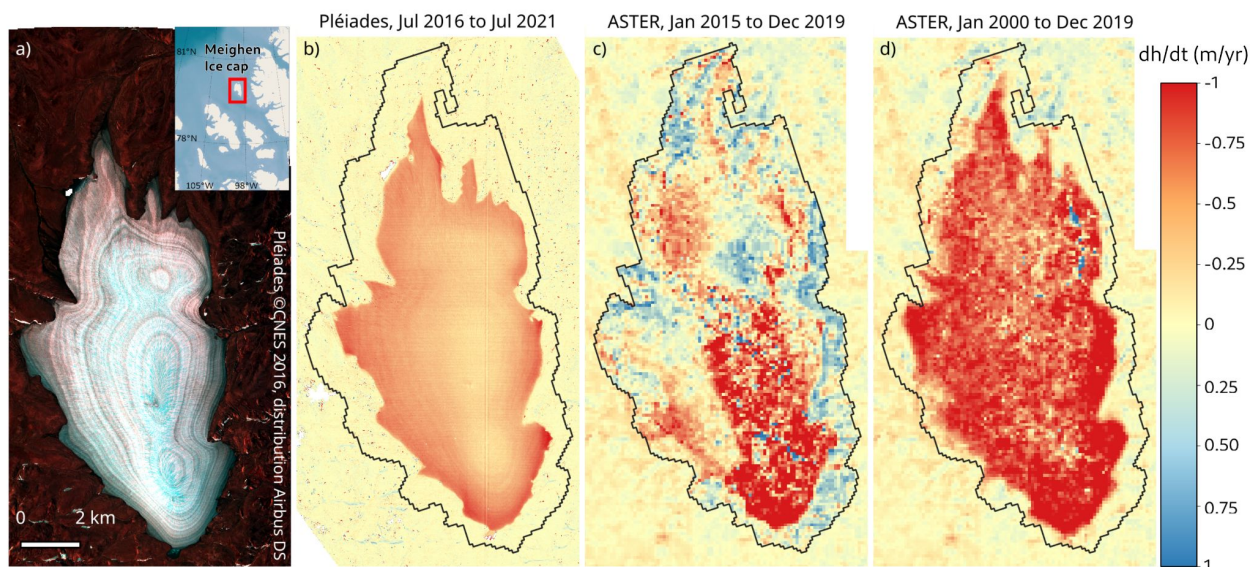 Pléiades, Jul 2016 to Jul 2021
ASTER, Jan 2015 to Dec 2019
ASTER, Jan 2000 to Dec 2019
a)
81°N
Meighen
Ice cap
78°N
105°W
98°W
Pléiades ©CNES 2016, distribution Airbus DS
0
2 km
b)
c)
d)
dh/dt (m/yr)
-1
-0.75
-0.5
-0.25
0
0.25
0.50
0.75
1